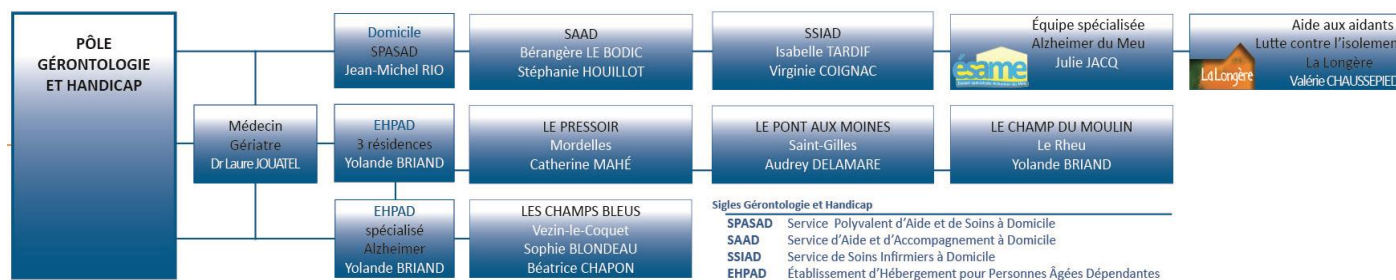 PÔLE
GÉRONTOLOGIE
ET HANDICAP
Domicile
SPASAD
Jean-Michel RIO
SAAD
Bérangère LE BODIC
Stéphanie HOUILLOT
SSIAD
Isabelle TARDIF
Virginie COIGNAC
Équipe spécialisée
Alzheimer du Meu
Julie JACQ
ésame
Aide aux aidants
Lutte contre l'isolement
La Longère
Valérie CHAUSSEPIED
La Longère
Médecin
Gériatre
Dr Laure JOUATEL
EHPAD
3 résidences
Yolande BRIAND
LE PRESSOIR
Mordelles
Catherine MAHÉ
LE PONT AUX MOINES
Saint-Gilles
Audrey DELAMARE
LE CHAMP DU MOULIN
Le Rheu
Yolande BRIAND
EHPAD
spécialisé
Alzheimer
Yolande BRIAND
LES CHAMPS BLEUS
Vezin-le-Coquet
Sophie BLONDEAU
Béatrice CHAPON
Sigles Gérontologie et Handicap
SPASAD Service Polyvalent d'Aide et de Soins à Domicile
SAAD Service d'Aide et d'Accompagnement à Domicile
SSIAD Service de Soins Infirmiers à Domicile
EHPAD Établissement d'Hébergement pour Personnes Âgées Dépendantes